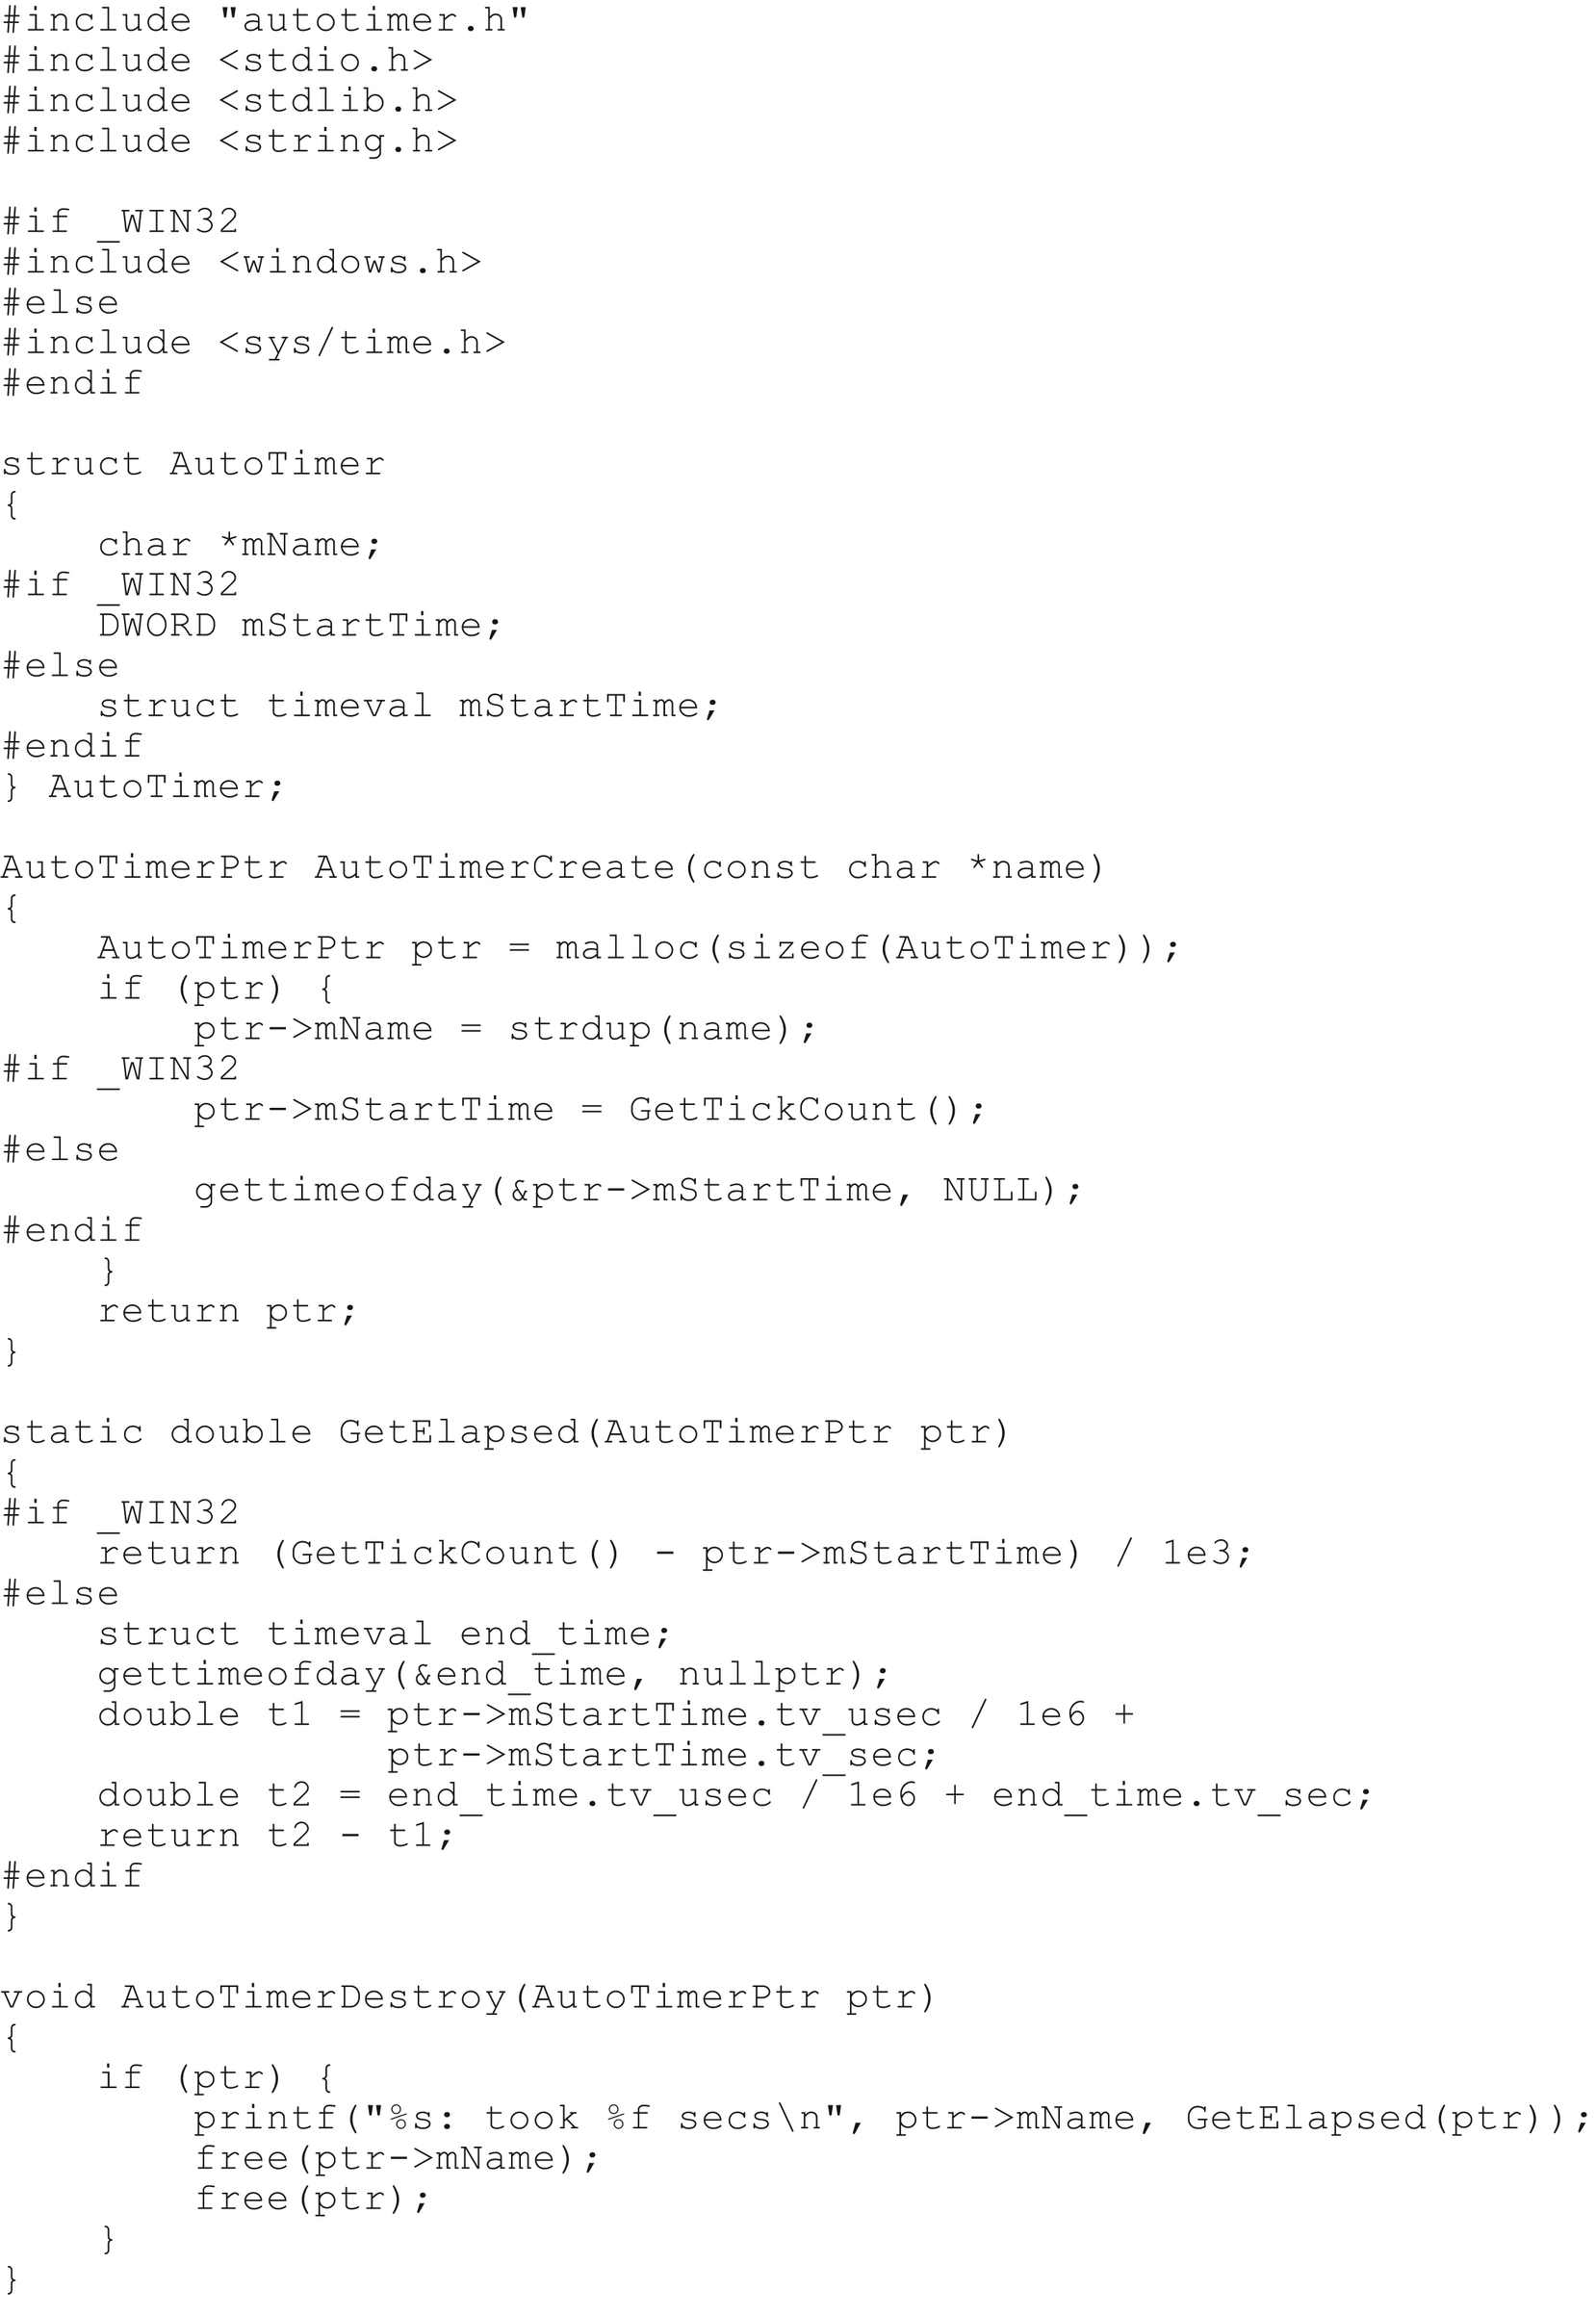 #include "autotimer.h"
#include <stdio.h>
#include <stdlib.h>
#include <string.h>

#if _WIN32
#include <windows.h>
#else
#include <sys/time.h>
#endif

struct AutoTimer
{
    char *mName;
#if _WIN32
    DWORD mStartTime;
#else
    struct timeval mStartTime;
#endif
} AutoTimer;

AutoTimerPtr AutoTimerCreate(const char *name)
{
    AutoTimerPtr ptr = malloc(sizeof(AutoTimer));
    if (ptr) {
        ptr->mName = strdup(name);
#if _WIN32
        ptr->mStartTime = GetTickCount();
#else
        gettimeofday(&ptr->mStartTime, NULL);
#endif
    }
    return ptr;
}

static double GetElapsed(AutoTimerPtr ptr)
{
#if _WIN32
    return (GetTickCount() - ptr->mStartTime) / 1e3;
#else
    struct timeval end_time;
    gettimeofday(&end_time, nullptr);
    double t1 = ptr->mStartTime.tv_usec / 1e6 +
                ptr->mStartTime.tv_sec;
    double t2 = end_time.tv_usec / 1e6 + end_time.tv_sec;
    return t2 - t1;
#endif
}

void AutoTimerDestroy(AutoTimerPtr ptr)
{
    if (ptr) {
        printf("%s: took %f secs\n", ptr->mName, GetElapsed(ptr));
        free(ptr->mName);
        free(ptr);
    }
}